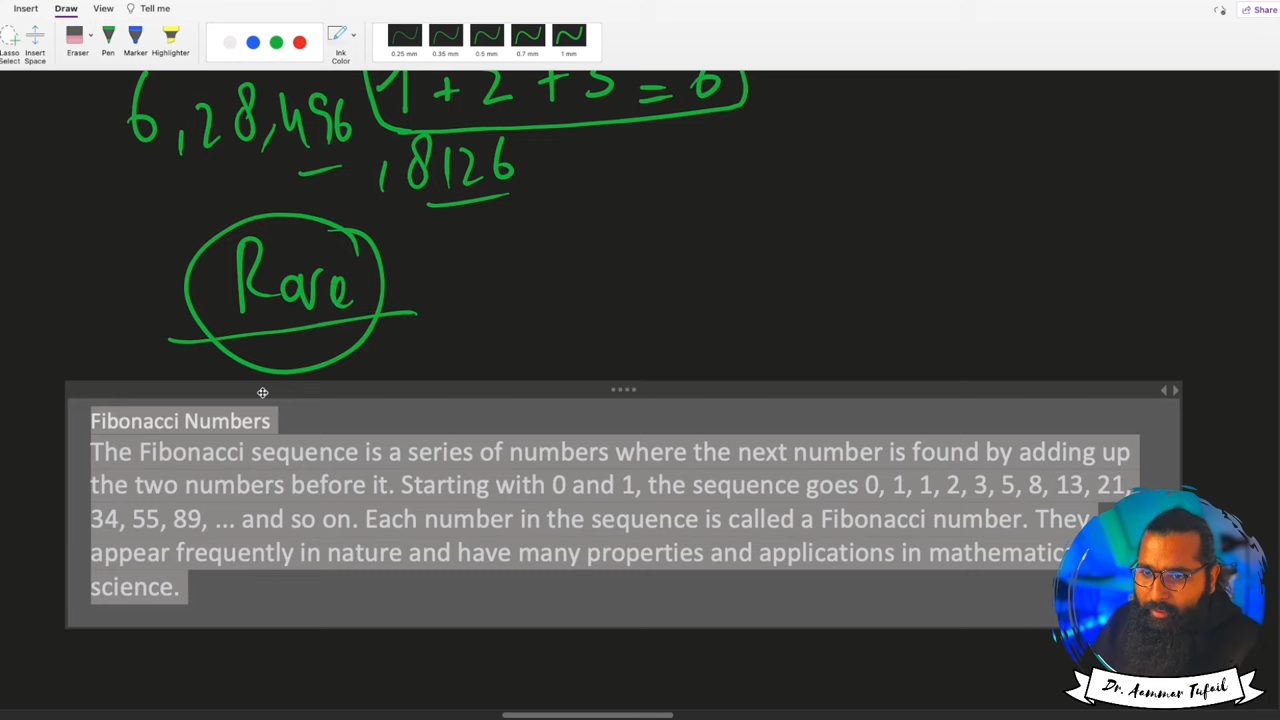 Insert Draw View Tell me
Share
Lasso Select
Insert Space
Eraser
Pen
Marker
Highlighter
Ink Color
0.25 mm
0.35 mm
0.5 mm
0.7 mm
1 mm
6,28,496
1 + 2 + 3 = 6
,8126
Rare
Fibonacci Numbers
The Fibonacci sequence is a series of numbers where the next number is found by adding up
the two numbers before it. Starting with 0 and 1, the sequence goes 0, 1, 1, 2, 3, 5, 8, 13, 21,
34, 55, 89, ... and so on. Each number in the sequence is called a Fibonacci number. They
appear frequently in nature and have many properties and applications in
science.
Dr. Aammar Tufail